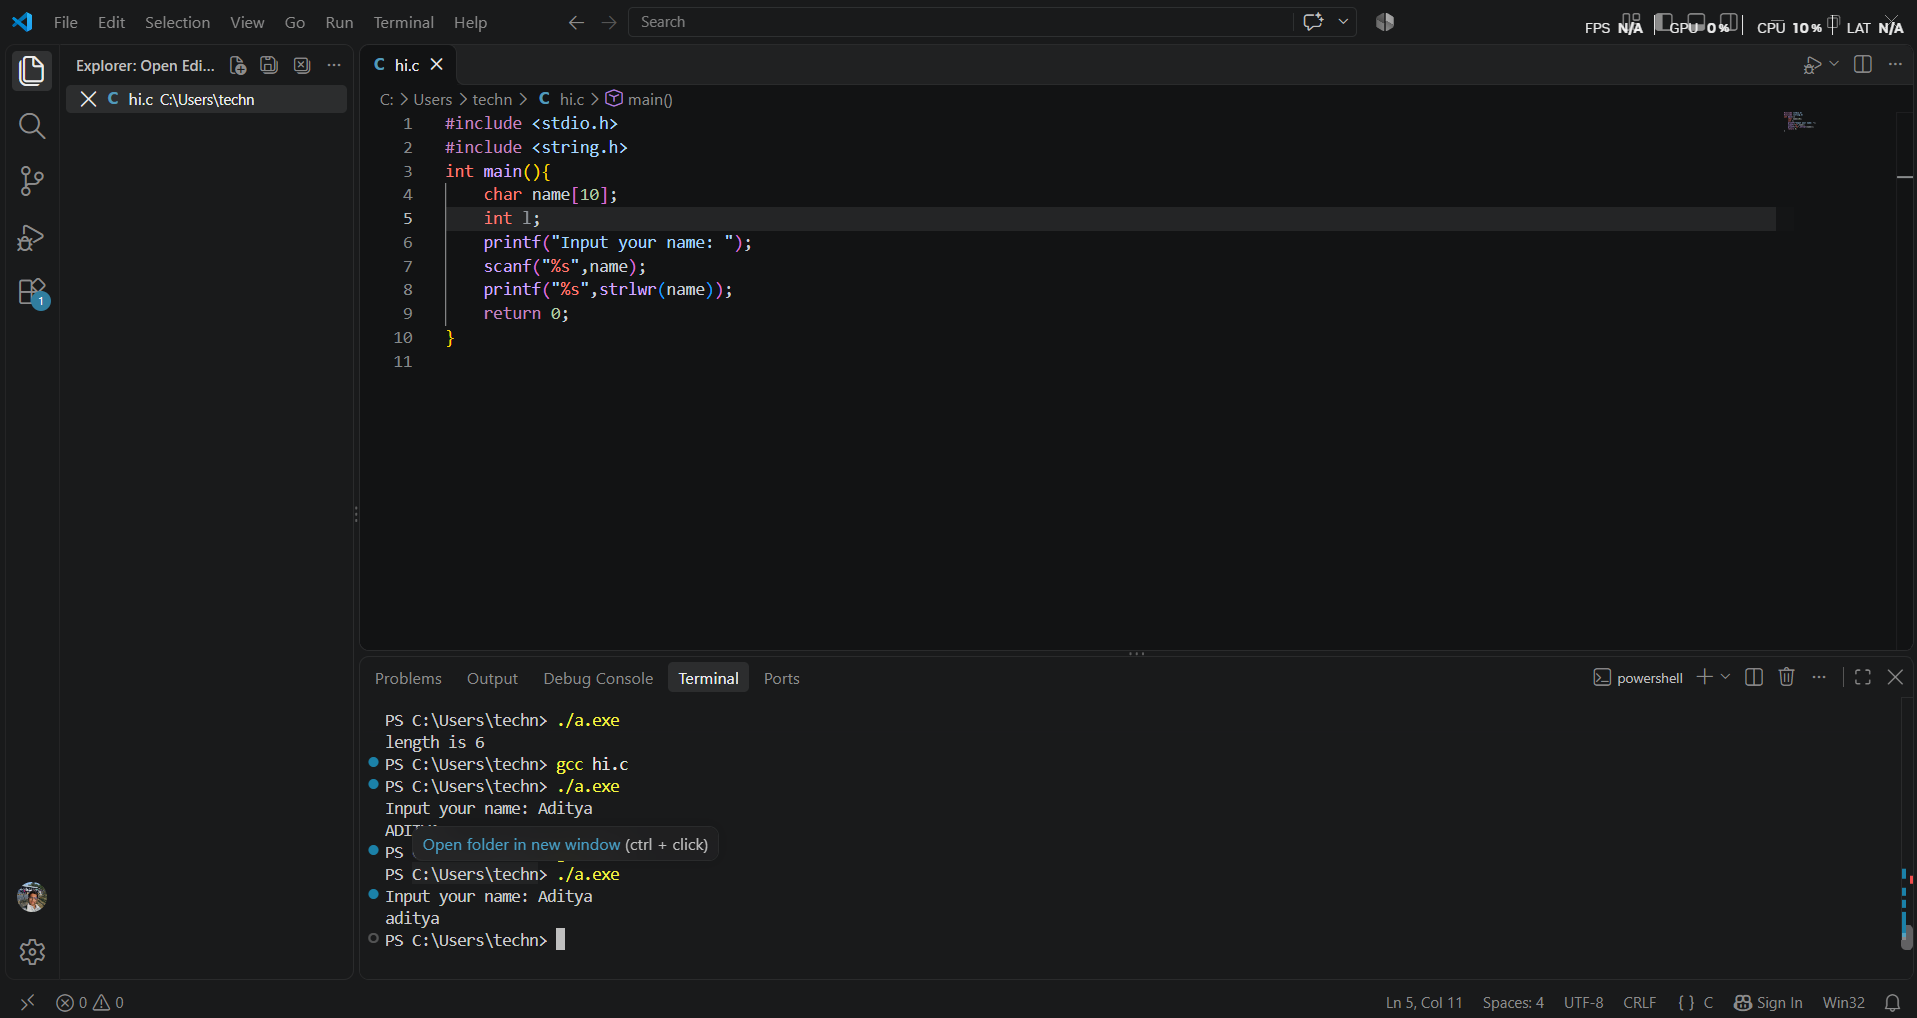 File Edit Selection View Go Run Terminal Help Search FPS N/A GPU 0% CPU 10% LAT N/A
Explorer: Open Edi...
hi.c C:\Users\techn
1
hi.c
C: > Users > techn > C hi.c > main()
1 #include <stdio.h>
2 #include <string.h>
3 int main(){
4 char name[10];
5 int l;
6 printf("Input your name: ");
7 scanf("%s",name);
8 printf("%s",strlwr(name));
9 return 0;
10 }
11
Problems Output Debug Console Terminal Ports powershell
PS C:\Users\techn> ./a.exe
length is 6
PS C:\Users\techn> gcc hi.c
PS C:\Users\techn> ./a.exe
Input your name: Aditya
PS
Open folder in new window (ctrl + click)
PS C:\Users\techn> ./a.exe
Input your name: Aditya
aditya
PS C:\Users\techn>
0 0 Ln 5, Col 11 Spaces: 4 UTF-8 CRLF { } C Sign In Win32